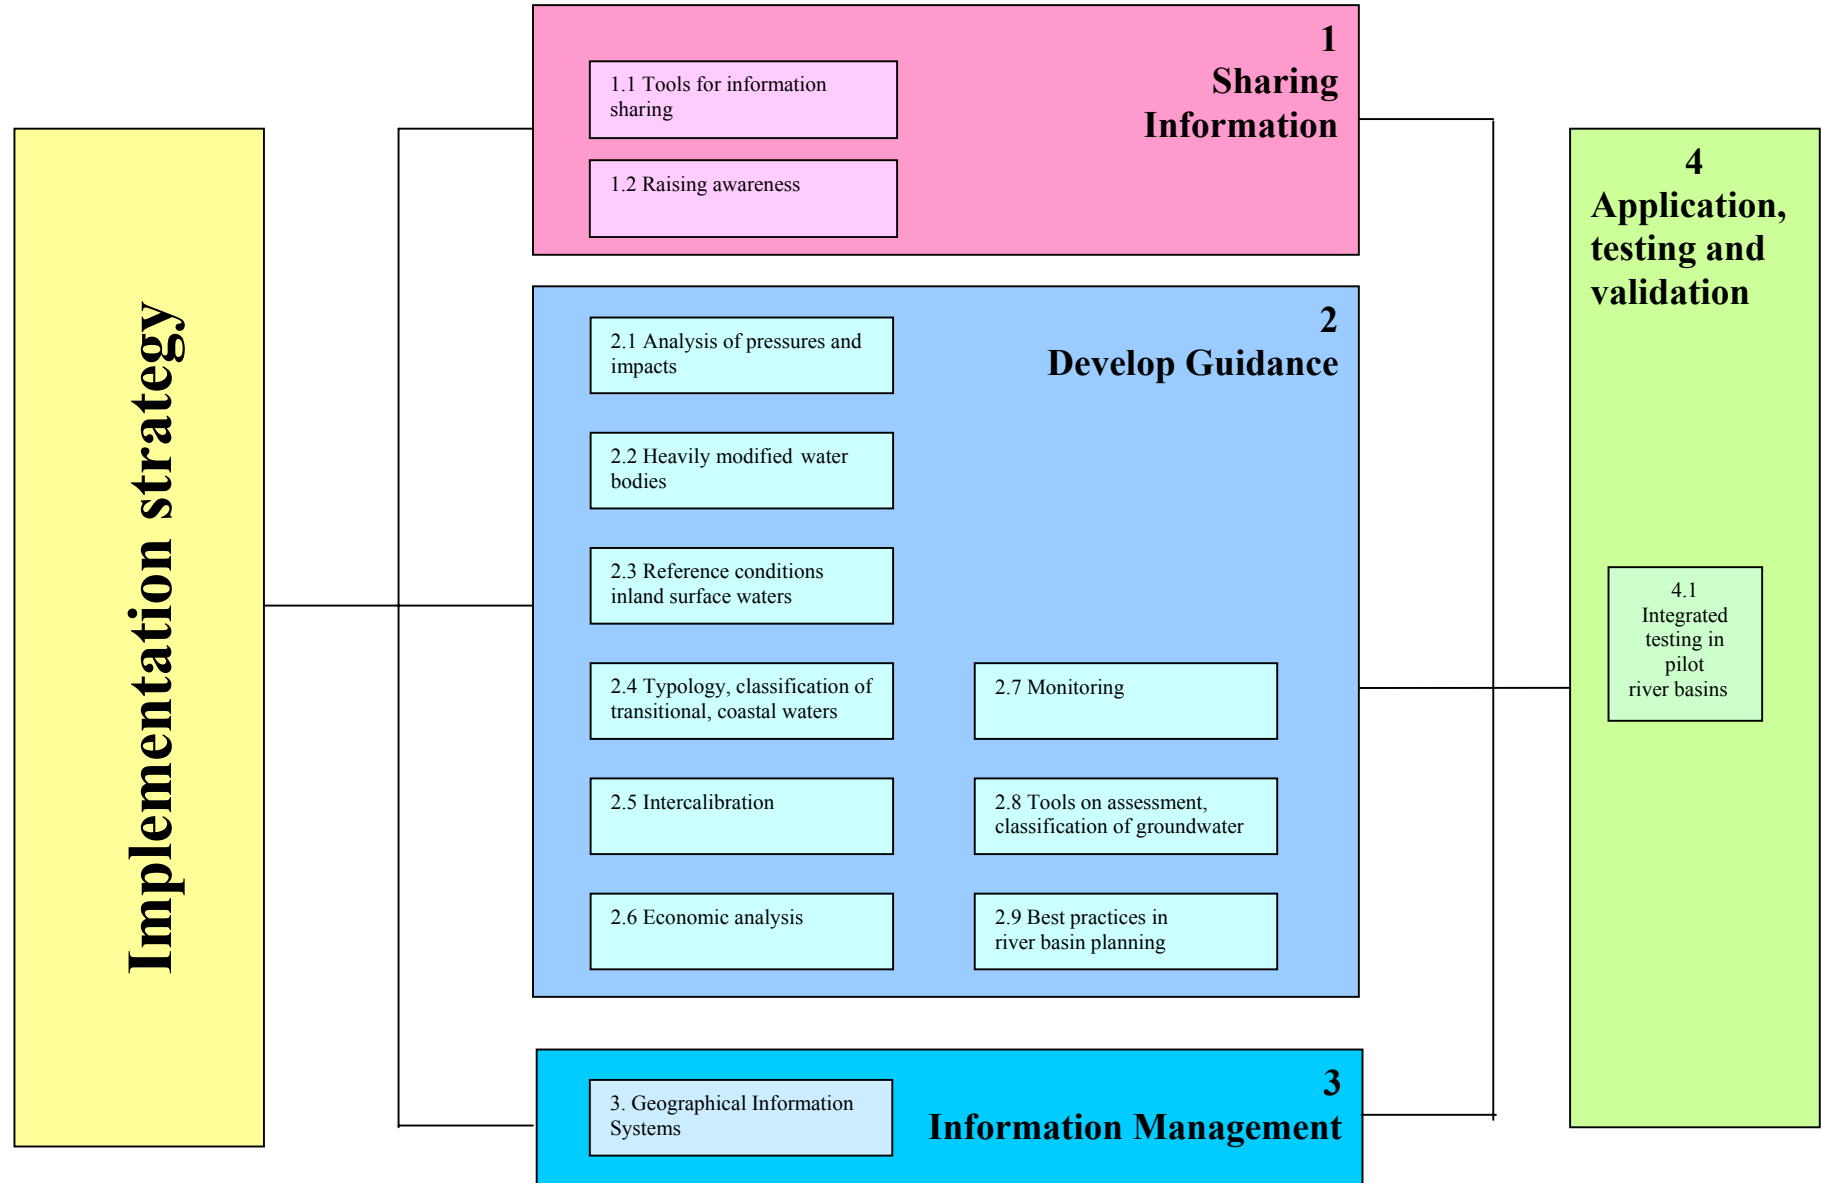 Implementation strategy
1
Sharing
Information
1.1 Tools for information
sharing
1.2 Raising awareness
2
Develop Guidance
2.1 Analysis of pressures and
impacts
2.2 Heavily modified water
bodies
2.3 Reference conditions
inland surface waters
2.4 Typology, classification of
transitional, coastal waters
2.5 Intercalibration
2.6 Economic analysis
2.7 Monitoring
2.8 Tools on assessment,
classification of groundwater
2.9 Best practices in
river basin planning
3
Information Management
3. Geographical Information
Systems
4
Application,
testing and
validation
4.1
Integrated
testing in
pilot
river basins